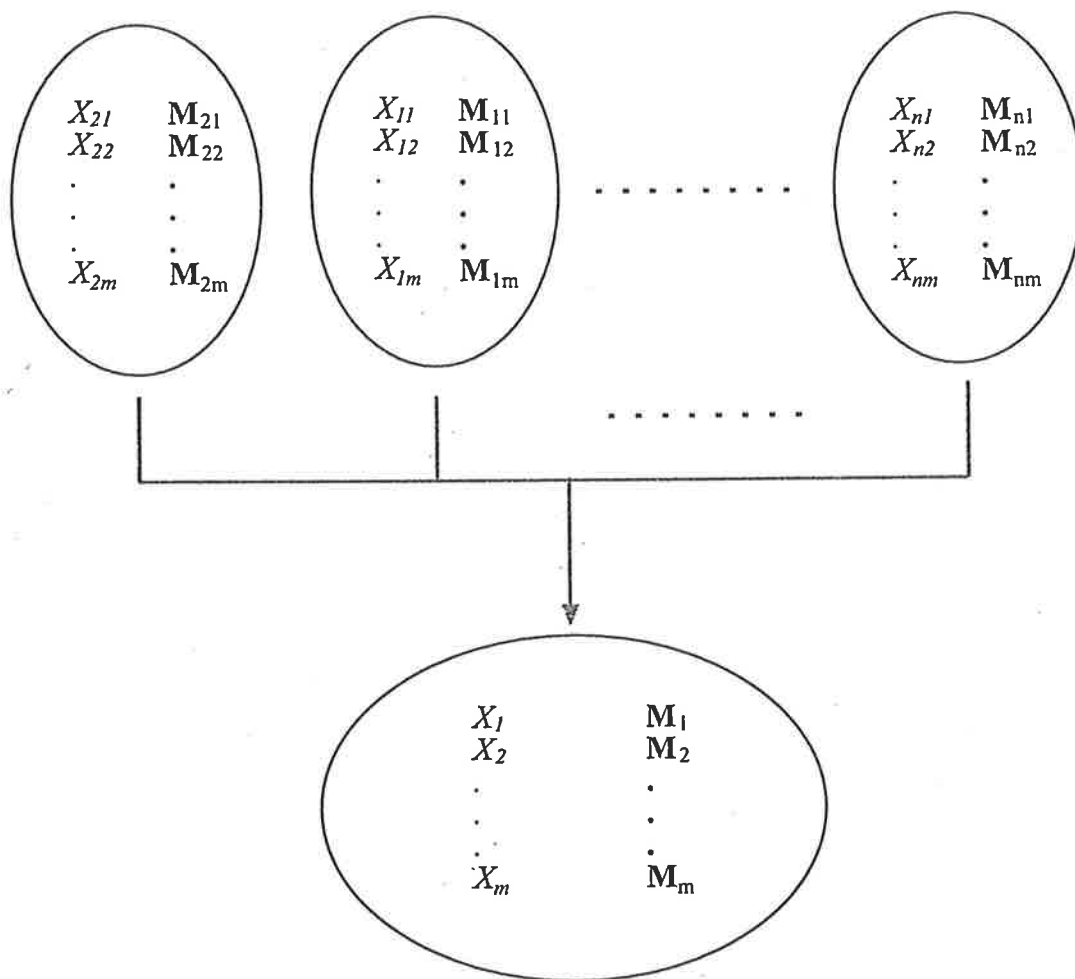 X21 M21
X22 M22
. .
. .
. .
X2m M2m
X11 M11
X12 M12
. .
. .
. .
X1m M1m
. . . . . . . . .
Xn1 Mn1
Xn2 Mn2
. .
. .
. .
Xnm Mnm
. . . . . . . .
X1 M1
X2 M2
. .
. .
. .
Xm Mm